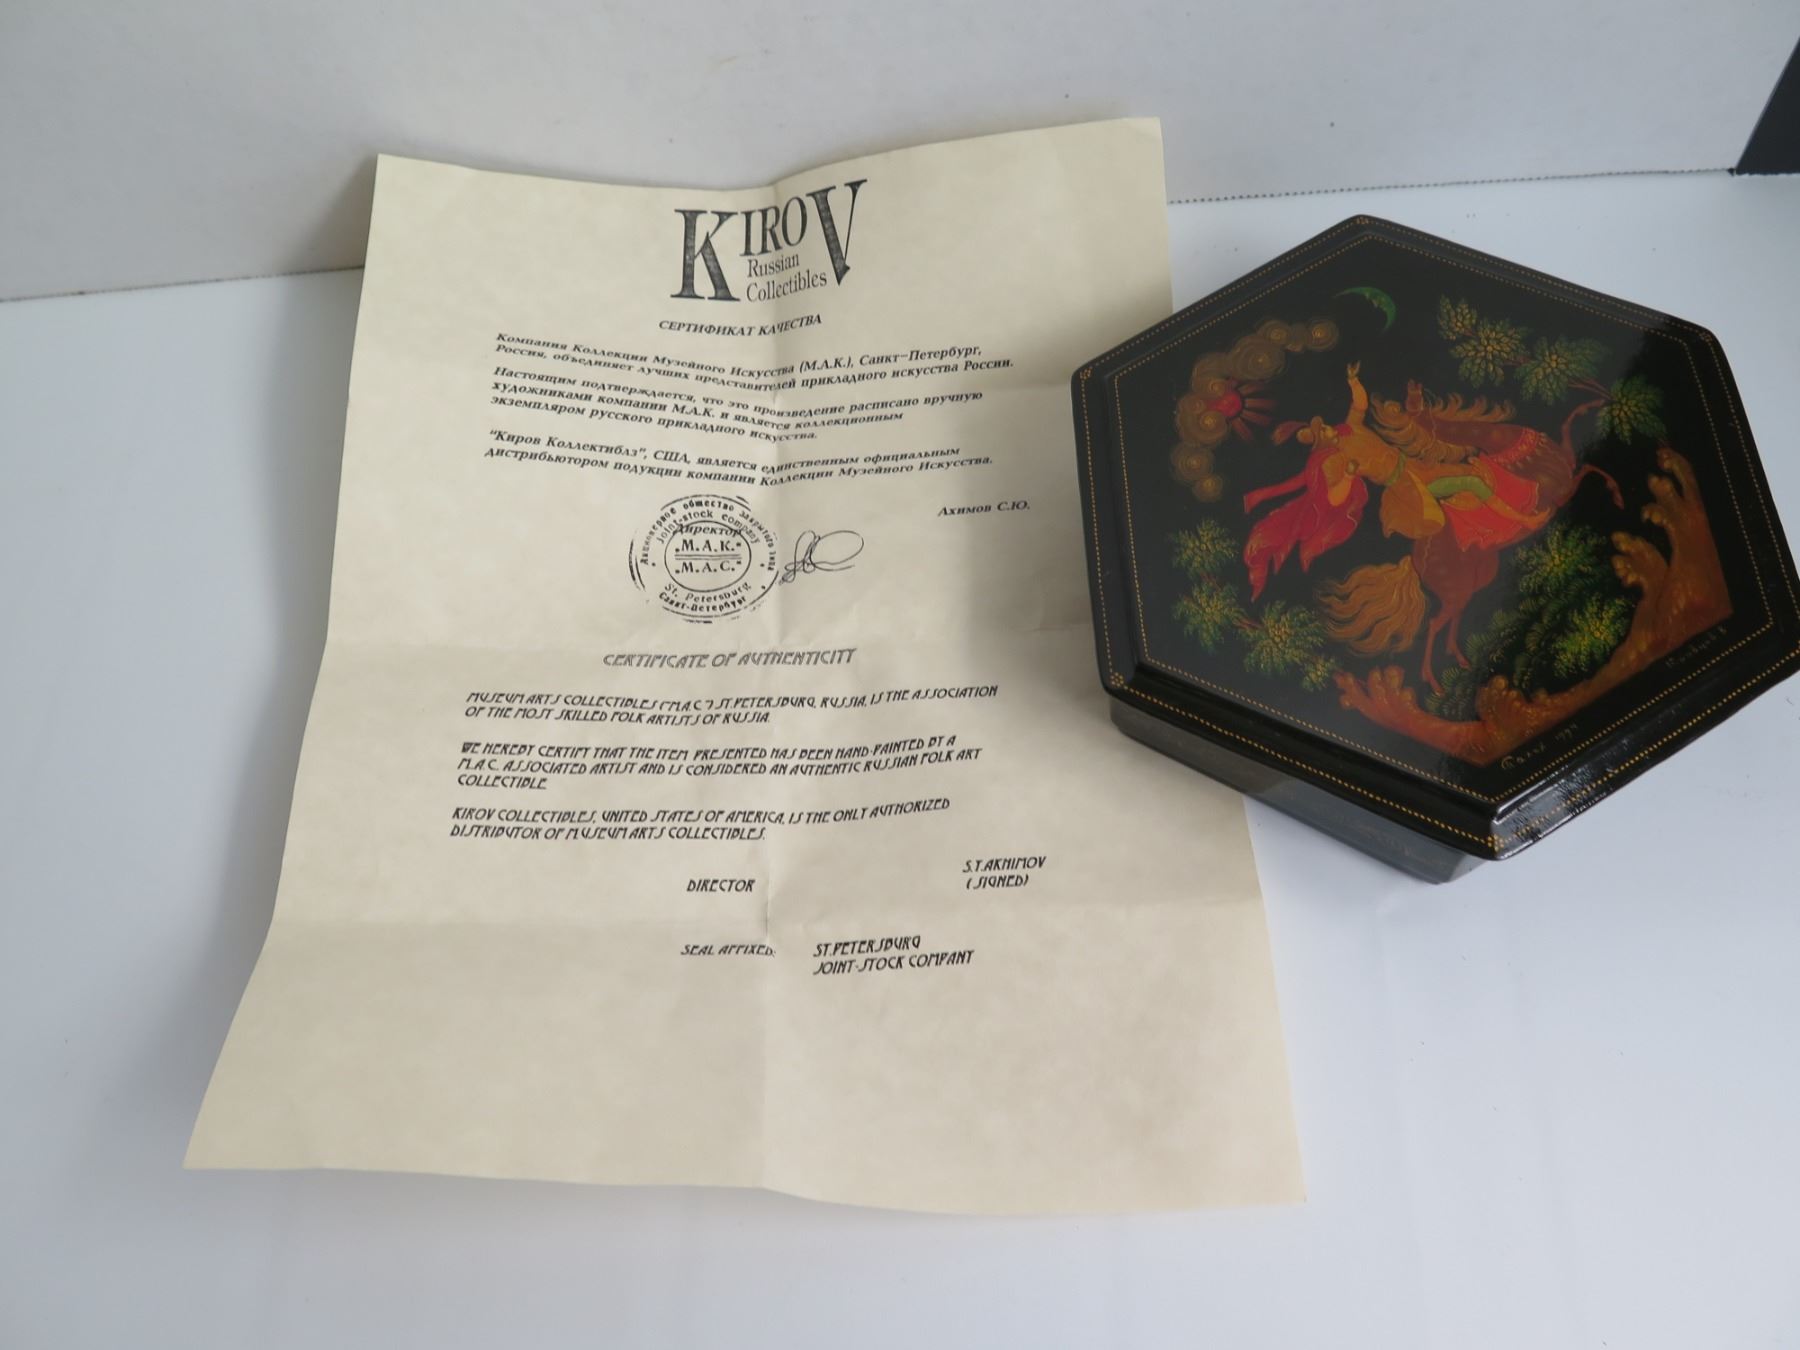 KIROV
Russian
Collectibles
СЕРТИФИКАТ КАЧЕСТВА
Компания Коллекции Музейного Искусства (М.А.К.), Санкт-Петербург,
Россия, объединяет лучших представителей прикладного искусства России.
Настоящим подтверждается, что это произведение расписано вручную
художниками компании М.А.К. и является коллекционным
экземпляром русского прикладного искусства.
"Киров Коллектиблз", США, является единственным официальным
дистрибьютором подукции компании Коллекции Музейного Искусства.
Ахимов С.Ю.
Акционерное общество закрытого типа
Joint-stock company
Директор
М.А.К.
M.A.C.
St. Petersburg
Санкт-Петербург
CERTIFICATE OF AUTHENTICITY
MUSEUM ARTS COLLECTIBLES ("M.A.C.") ST.PETERSBURG, RUSSIA, IS THE ASSOCIATION
OF THE MOST SKILLED FOLK ARTISTS OF RUSSIA.
WE HEREBY CERTIFY THAT THE ITEM PRESENTED HAS BEEN HAND-PAINTED BY A
M.A.C. ASSOCIATED ARTIST AND IS CONSIDERED AN AUTHENTIC RUSSIAN FOLK ART
COLLECTIBLE.
KIROV COLLECTIBLES, UNITED STATES OF AMERICA, IS THE ONLY AUTHORIZED
DISTRIBUTOR OF MUSEUM ARTS COLLECTIBLES.
S.Y.AKHIMOV
DIRECTOR
(SIGNED)
SEAL AFFIXED:
ST.PETERSBURG
JOINT-STOCK COMPANY
Палех